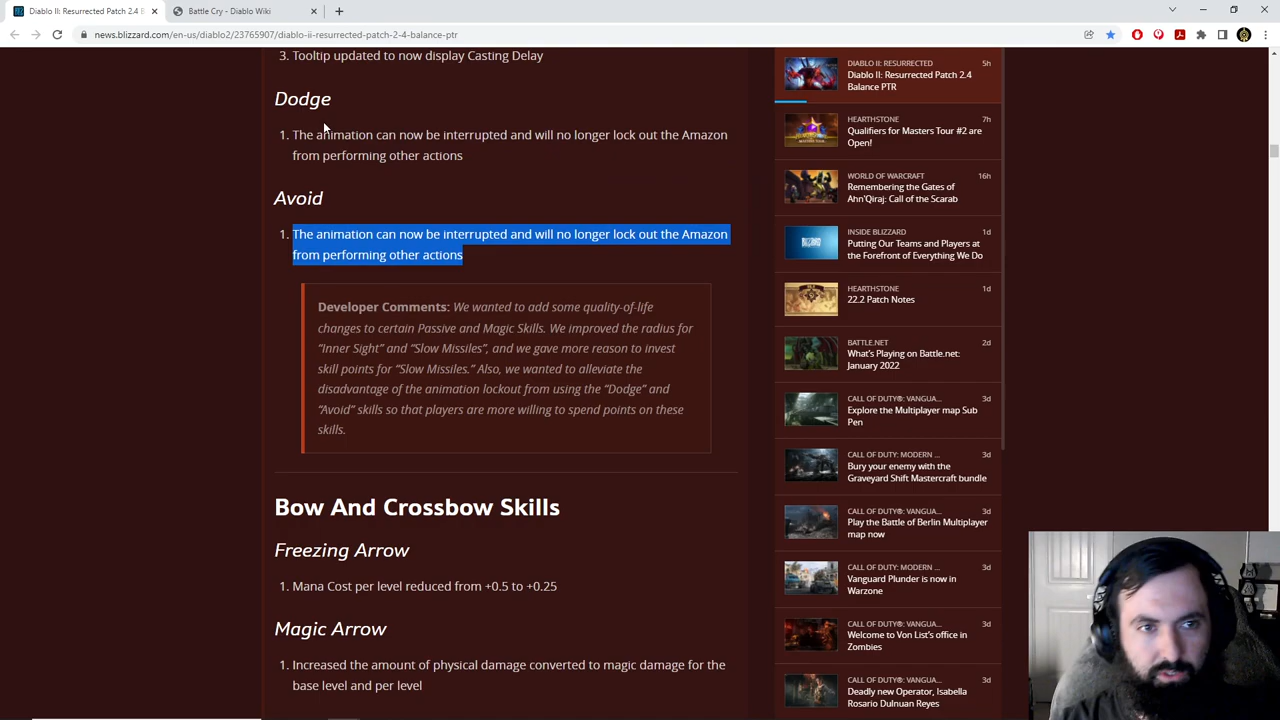 Diablo II: Resurrected Patch 2.4 B
Battle Cry - Diablo Wiki
news.blizzard.com/en-us/diablo2/23765907/diablo-ii-resurrected-patch-2-4-balance-ptr
3. Tooltip updated to now display Casting Delay
Dodge
1. The animation can now be interrupted and will no longer lock out the Amazon
from performing other actions
Avoid
1. The animation can now be interrupted and will no longer lock out the Amazon
from performing other actions
Developer Comments: We wanted to add some quality-of-life
changes to certain Passive and Magic Skills. We improved the radius for
“Inner Sight” and “Slow Missiles”, and we gave more reason to invest
skill points for “Slow Missiles.” Also, we wanted to alleviate the
disadvantage of the animation lockout from using the “Dodge” and
“Avoid” skills so that players are more willing to spend points on these
skills.
Bow And Crossbow Skills
Freezing Arrow
1. Mana Cost per level reduced from +0.5 to +0.25
Magic Arrow
1. Increased the amount of physical damage converted to magic damage for the
base level and per level
DIABLO II: RESURRECTED 5h
Diablo II: Resurrected Patch 2.4
Balance PTR
HEARTHSTONE 7h
Qualifiers for Masters Tour #2 are
Open!
WORLD OF WARCRAFT 16h
Remembering the Gates of
Ahn'Qiraj: Call of the Scarab
INSIDE BLIZZARD 1d
Putting Our Teams and Players at
the Forefront of Everything We Do
HEARTHSTONE 1d
22.2 Patch Notes
BATTLE.NET 2d
What's Playing on Battle.net:
January 2022
CALL OF DUTY®: VANGUA... 3d
Explore the Multiplayer map Sub
Pen
CALL OF DUTY: MODERN ... 3d
Bury your enemy with the
Graveyard Shift Mastercraft bundle
CALL OF DUTY®: VANGUA... 3d
Play the Battle of Berlin Multiplayer
map now
CALL OF DUTY: MODERN ... 3d
Vanguard Plunder is now in
Warzone
CALL OF DUTY®: VANGUA... 3d
Welcome to Von List's office in
Zombies
CALL OF DUTY®: VANGUA... 3d
Deadly new Operator, Isabella
Rosario Dulnuan Reyes